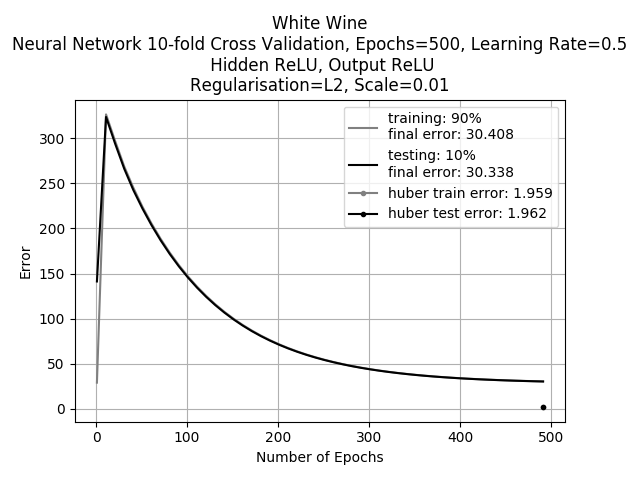 White Wine
Neural Network 10-fold Cross Validation, Epochs=500, Learning Rate=0.5
Hidden ReLU, Output ReLU
Regularisation=L2, Scale=0.01
training: 90%
final error: 30.408
testing: 10%
final error: 30.338
huber train error: 1.959
huber test error: 1.962
Error
300
250
200
150
100
50
0
0 100 200 300 400 500
Number of Epochs